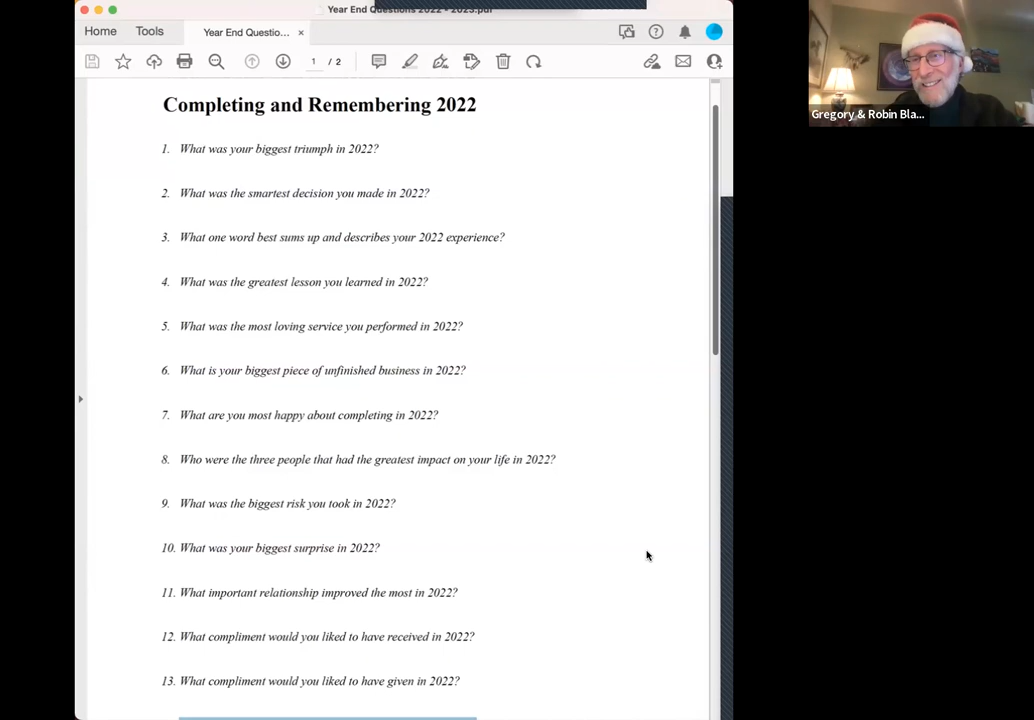 Year End Questions 2022 - 2023.pdf
Home
Tools
Year End Questio...
1 / 2
Completing and Remembering 2022
1. What was your biggest triumph in 2022?
2. What was the smartest decision you made in 2022?
3. What one word best sums up and describes your 2022 experience?
4. What was the greatest lesson you learned in 2022?
5. What was the most loving service you performed in 2022?
6. What is your biggest piece of unfinished business in 2022?
7. What are you most happy about completing in 2022?
8. Who were the three people that had the greatest impact on your life in 2022?
9. What was the biggest risk you took in 2022?
10. What was your biggest surprise in 2022?
11. What important relationship improved the most in 2022?
12. What compliment would you liked to have received in 2022?
13. What compliment would you liked to have given in 2022?
Gregory & Robin Bla...